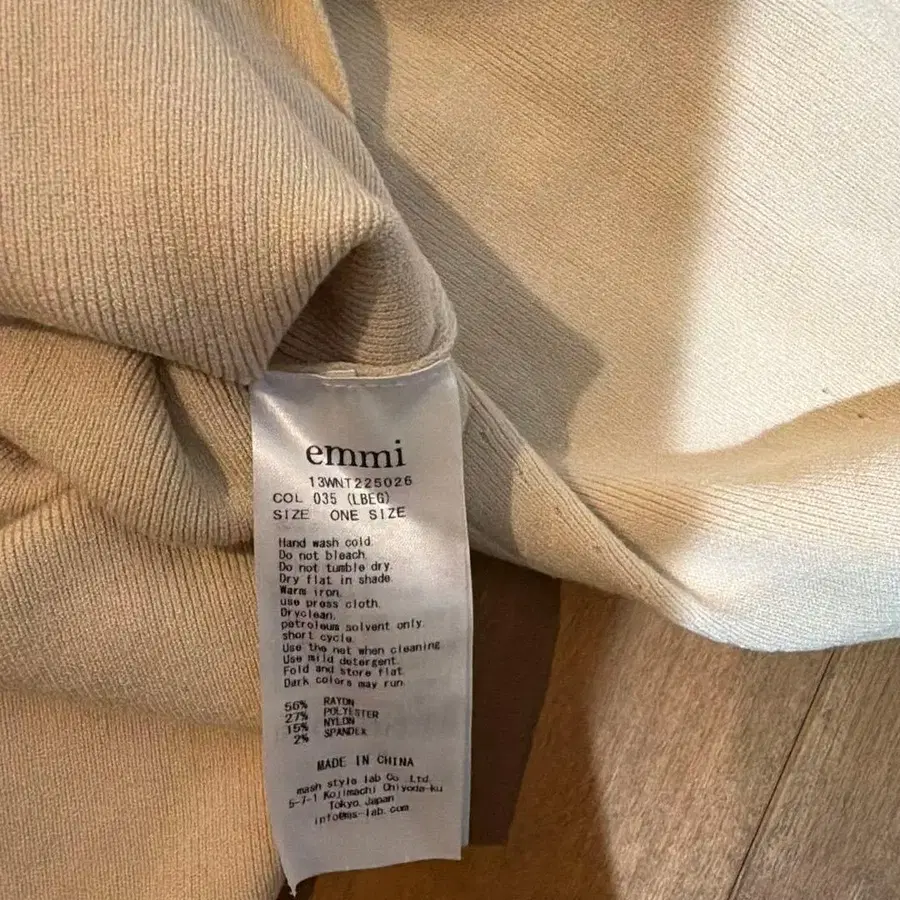 emmi
13WNT225026
COL 035 (LBEG)
SIZE ONE SIZE
Hand wash cold.
Do not bleach.
Do not tumble dry.
Dry flat in shade.
Warm iron.
use press cloth.
Dryclean.
petroleum solvent only.
short cycle.
Use the net when cleaning.
Use mild detergent.
Fold and store flat.
Dark colors may run.
56% RAYON
27% POLYESTER
15% NYLON
2% SPANDEX
MADE IN CHINA
mash style lab Co.,Ltd.
5-7-1 Kojimachi Chiyoda-ku
Tokyo,Japan
info@ms-lab.com